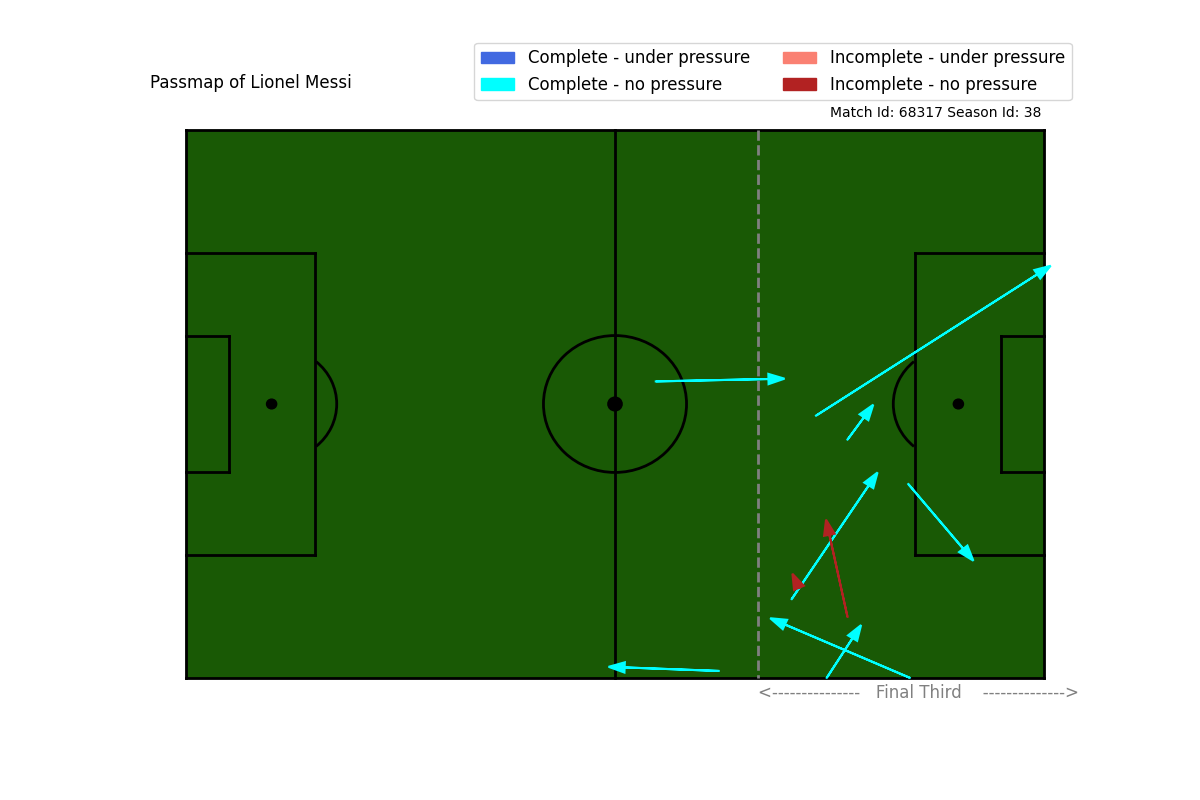 Passmap of Lionel Messi
Complete - under pressure
Complete - no pressure
Incomplete - under pressure
Incomplete - no pressure
Match Id: 68317 Season Id: 38
<---------------   Final Third    -------------->